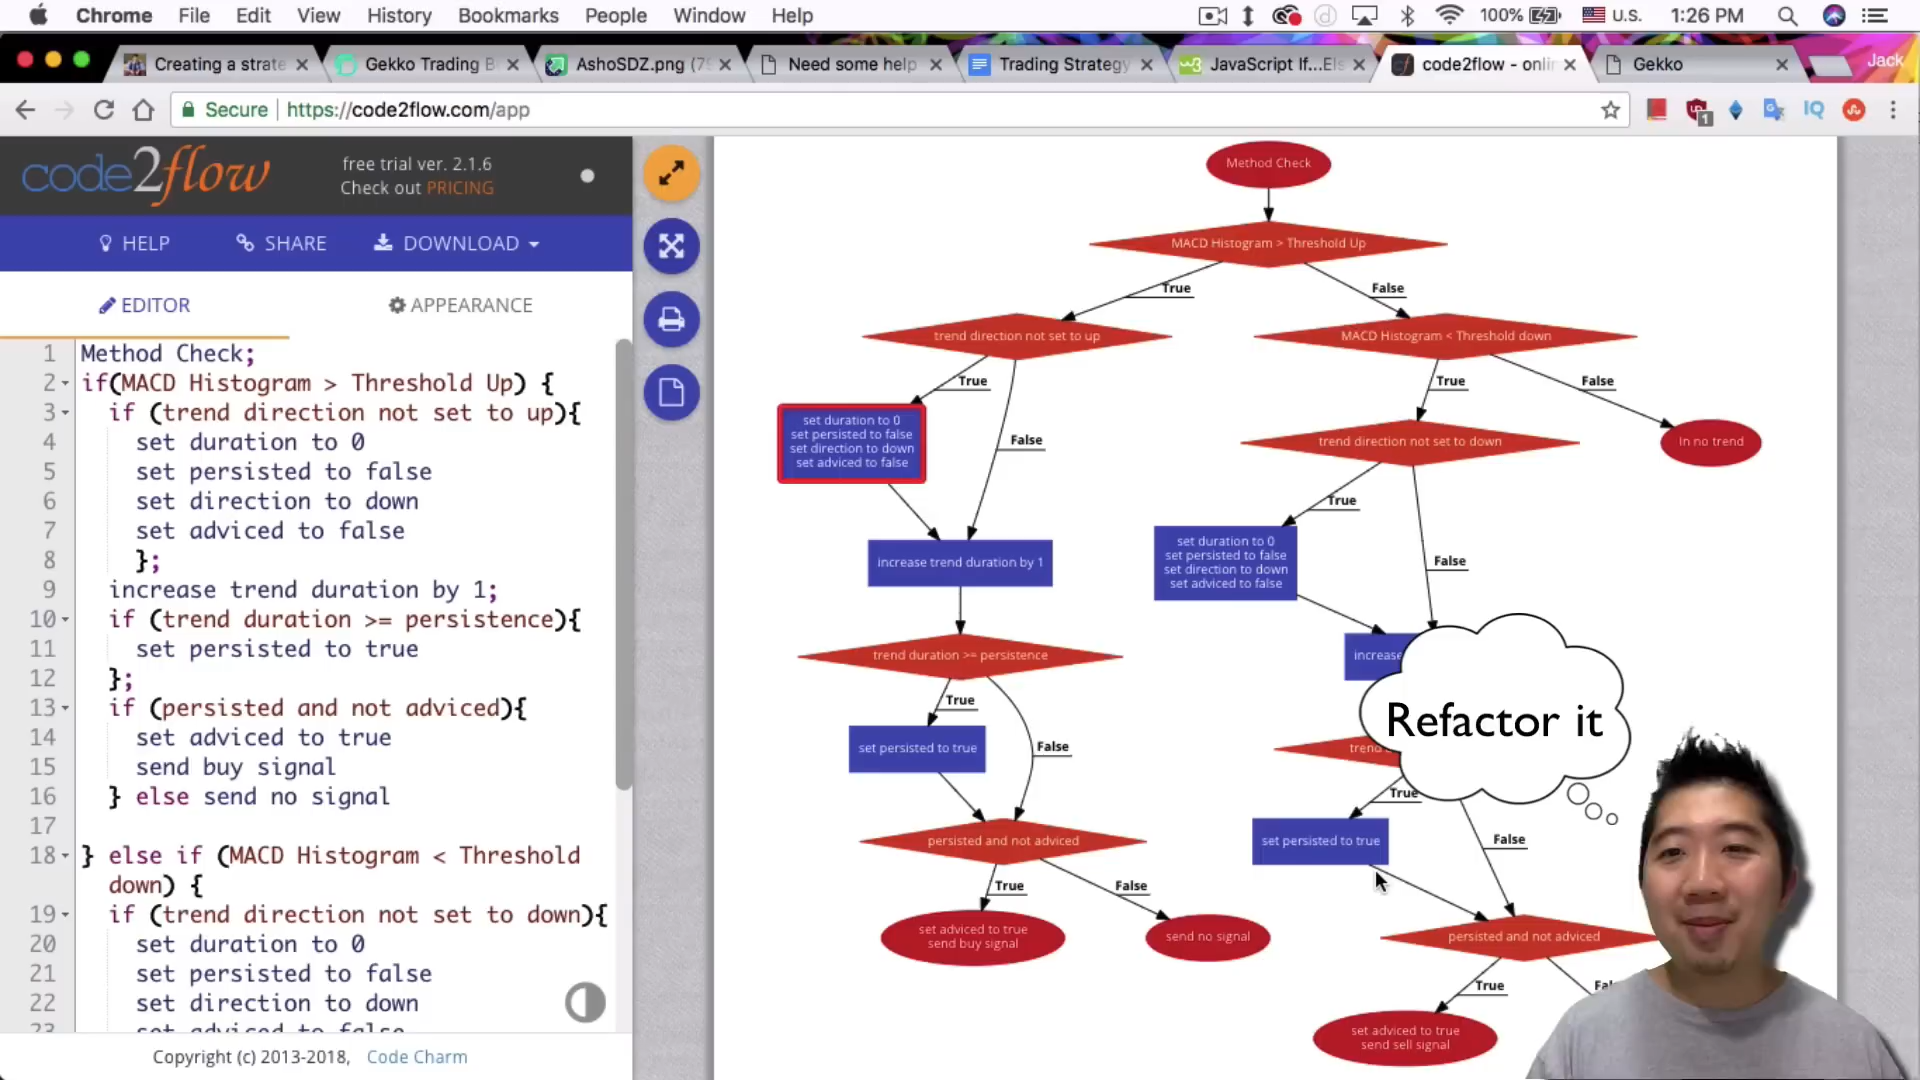 Chrome File Edit View History Bookmarks People Window Help 100% U.S. 1:26 PM
Creating a strate Gekko Trading B AshoSDZ.png (79 Need some help Trading Strategy JavaScript If...Els code2flow - onlin Gekko Jack
Secure https://code2flow.com/app
code2flow
free trial ver. 2.1.6
Check out PRICING
HELP SHARE DOWNLOAD
EDITOR APPEARANCE
1 Method Check;
2 if(MACD Histogram > Threshold Up) {
3 if (trend direction not set to up){
4 set duration to 0
5 set persisted to false
6 set direction to down
7 set adviced to false
8 };
9 increase trend duration by 1;
10 if (trend duration >= persistence){
11 set persisted to true
12 };
13 if (persisted and not adviced){
14 set adviced to true
15 send buy signal
16 } else send no signal
17
18 } else if (MACD Histogram < Threshold
down) {
19 if (trend direction not set to down){
20 set duration to 0
21 set persisted to false
22 set direction to down
23 set adviced to false
Copyright (c) 2013-2018, Code Charm
Method Check
MACD Histogram > Threshold Up
True
False
trend direction not set to up
MACD Histogram < Threshold down
True
True
False
set duration to 0
set persisted to false
set direction to down
set adviced to false
False
trend direction not set to down
In no trend
True
set duration to 0
set persisted to false
set direction to down
set adviced to false
False
increase trend duration by 1
trend duration >= persistence
increase
True
set persisted to true
False
Refactor it
trend
True
persisted and not adviced
set persisted to true
False
True
False
set adviced to true
send buy signal
send no signal
persisted and not adviced
True
set adviced to true
send sell signal